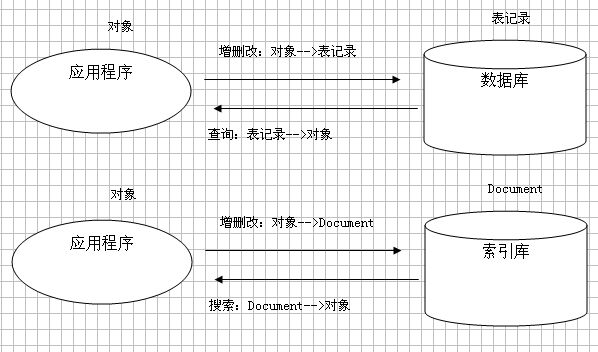 对象
表记录
增删改：对象-->表记录
应用程序
数据库
查询：表记录-->对象
对象
Document
增删改：对象-->Document
应用程序
索引库
搜索：Document-->对象